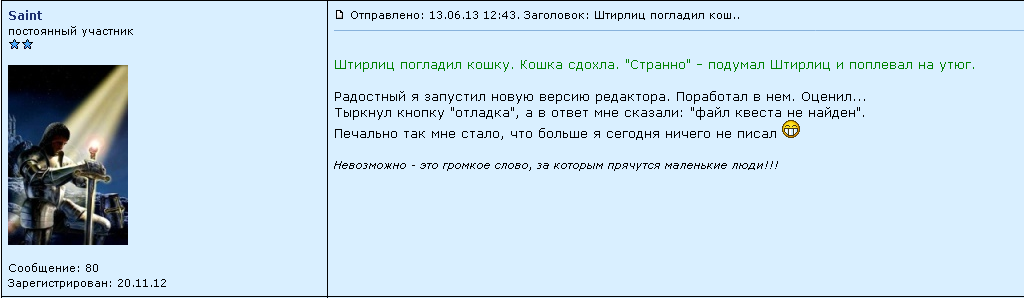 Saint
постоянный участник
Сообщение: 80
Зарегистрирован: 20.11.12
Отправлено: 13.06.13 12:43. Заголовок: Штирлиц погладил кош..
Штирлиц погладил кошку. Кошка сдохла. "Странно" – подумал Штирлиц и поплевал на утюг.
Радостный я запустил новую версию редактора. Поработал в нем. Оценил...
Тыркнул кнопку "отладка", а в ответ мне сказали: "файл квеста не найден".
Печально так мне стало, что больше я сегодня ничего не писал
Невозможно - это громкое слово, за которым прячутся маленькие люди!!!